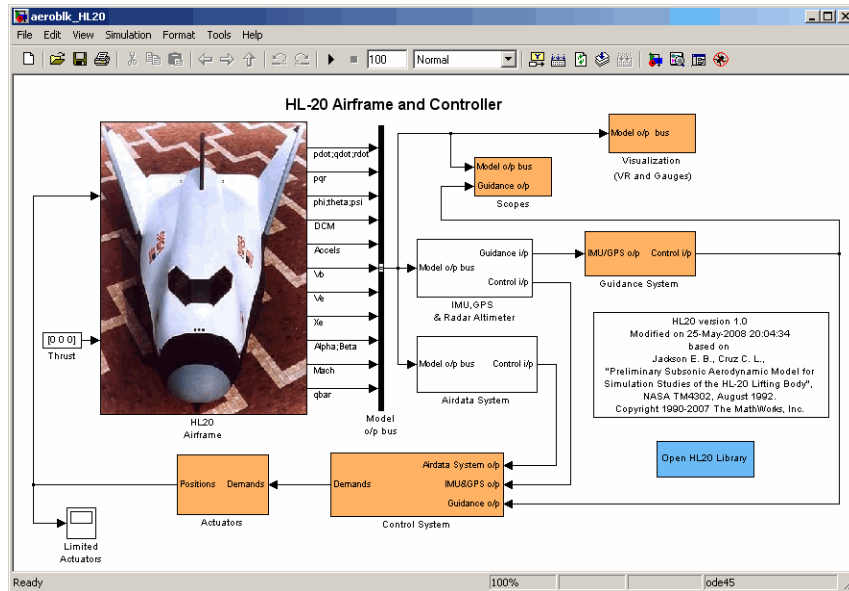 aeroblk_HL20
File Edit View Simulation Format Tools Help
100 Normal
HL-20 Airframe and Controller
pdot;qdot;rdot
pqr
phi;theta;psi
DCM
Accels
Vb
Ve
Xe
Alpha;Beta
Mach
qbar
[0 0 0]
Thrust
HL20
Airframe
Model
o/p bus
Model o/p bus
Visualization
(VR and Gauges)
Model o/p bus
Guidance o/p
Scopes
Model o/p bus
Guidance i/p
Control i/p
IMU,GPS
& Radar Altimeter
IMU/GPS o/p Control i/p
Guidance System
Model o/p bus Control i/p
Airdata System
HL20 version 1.0
Modified on 25-May-2008 20:04:34
based on
Jackson E. B., Cruz C. L.,
"Preliminary Subsonic Aerodynamic Model for
Simulation Studies of the HL-20 Lifting Body",
NASA TM4302, August 1992.
Copyright 1990-2007 The MathWorks, Inc.
Open HL20 Library
Positions Demands
Actuators
Demands
Airdata System o/p
IMU&GPS o/p
Guidance o/p
Control System
Limited
Actuators
Ready 100% ode45